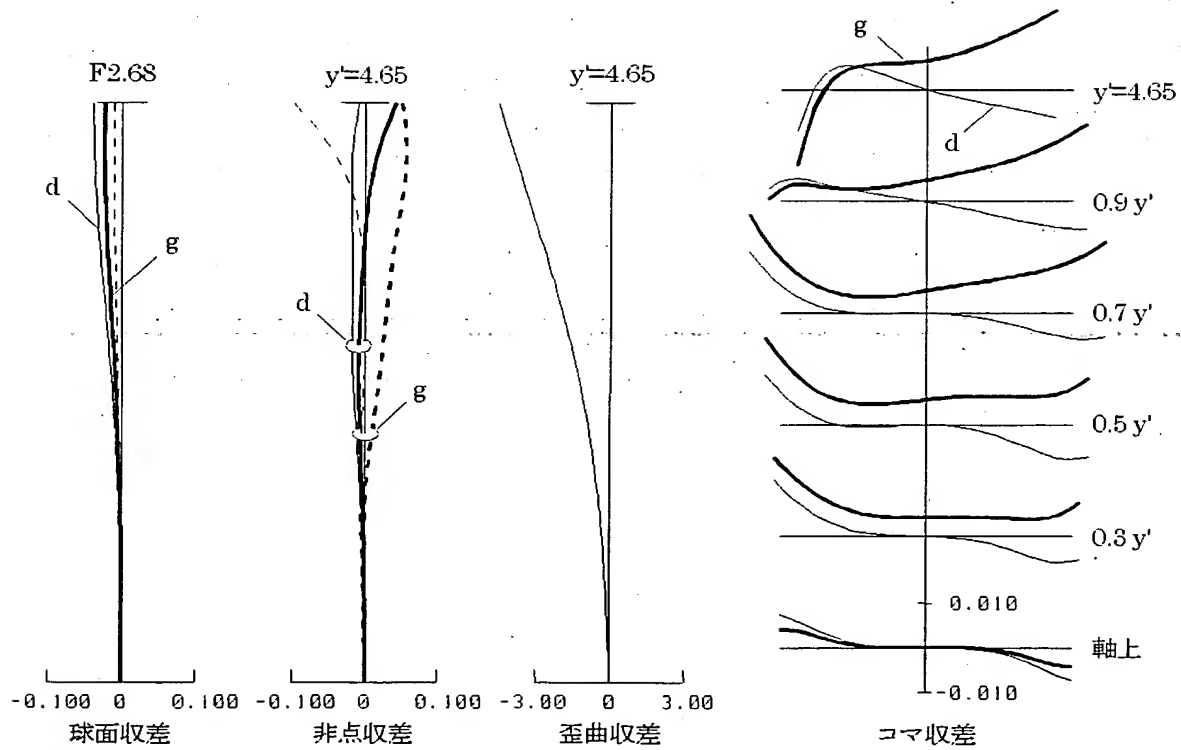 F2.68
d
g
-0.100 0 0.100
球面収差
y'=4.65
d
g
-0.100 0 0.100
非点収差
y'=4.65
-3.00 0 3.00
歪曲収差
g
y'=4.65
d
0.9 y'
0.7 y'
0.5 y'
0.3 y'
0.010
軸上
-0.010
コマ収差